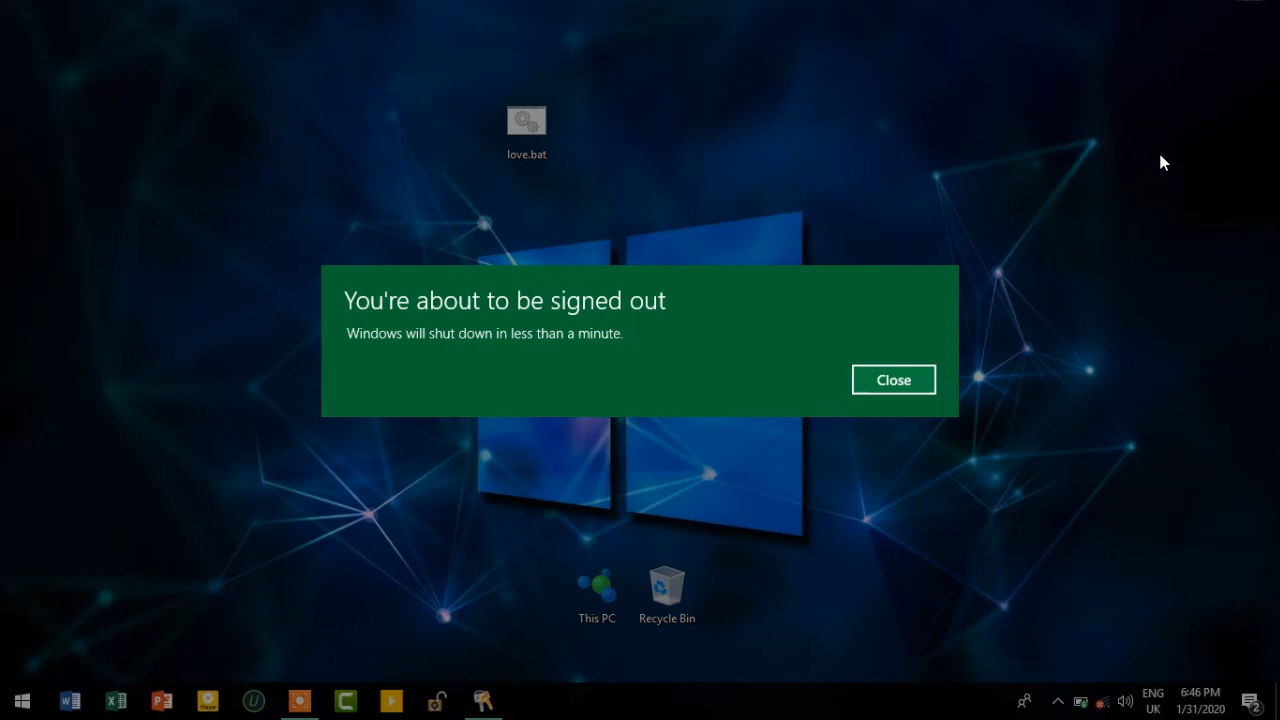 love.bat
You're about to be signed out
Windows will shut down in less than a minute.
Close
This PC
Recycle Bin
ENG
UK
6:46 PM
1/31/2020
2